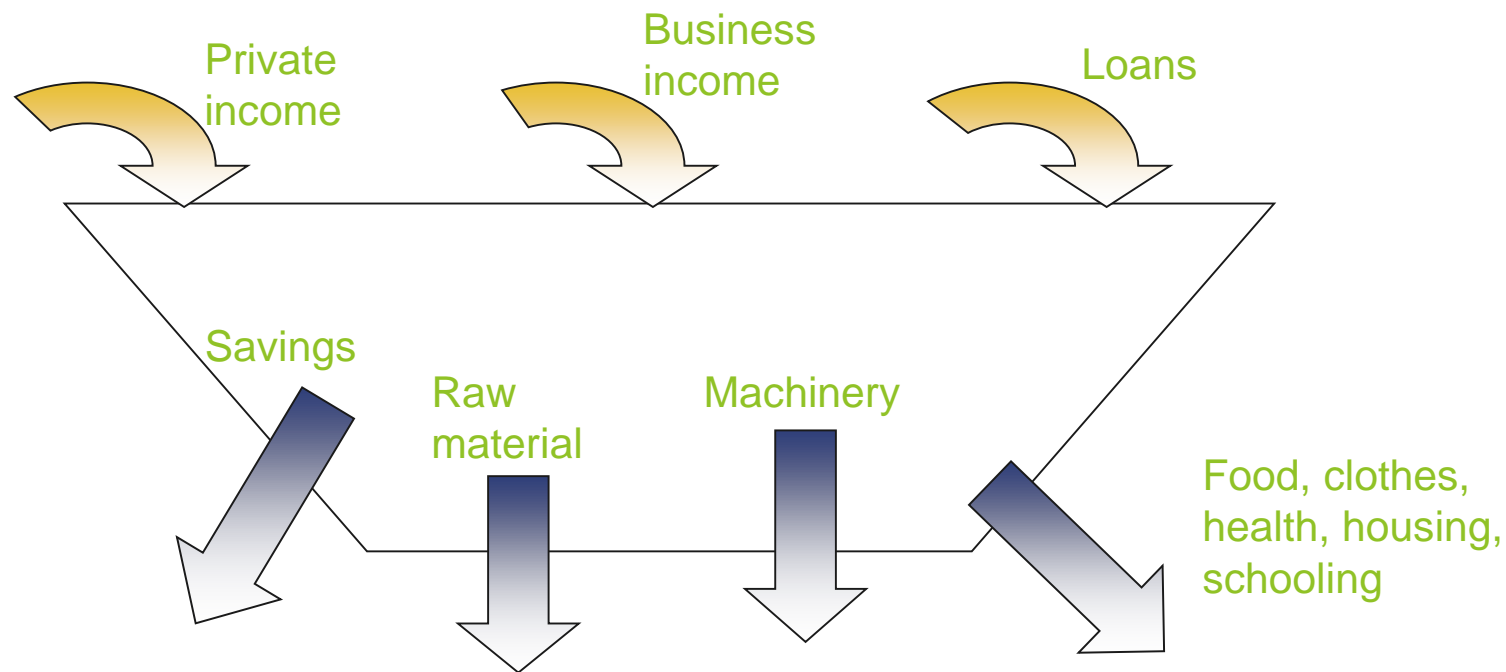 Private
income
Business
income
Loans
Savings
Raw
material
Machinery
Food, clothes,
health, housing,
schooling